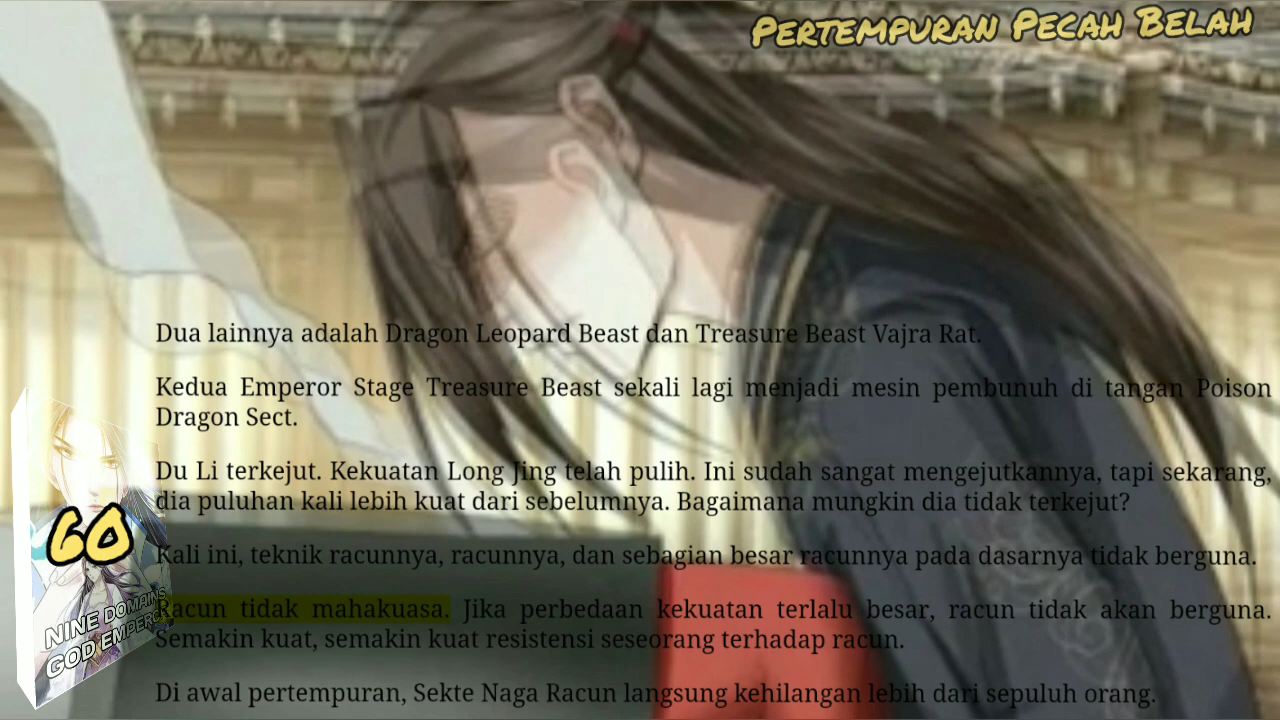 Pertempuran Pecah Belah
Dua lainnya adalah Dragon Leopard Beast dan Treasure Beast Vajra Rat.
Kedua Emperor Stage Treasure Beast sekali lagi menjadi mesin pembunuh di tangan Poison
Dragon Sect.
Du Li terkejut. Kekuatan Long Jing telah pulih. Ini sudah sangat mengejutkannya, tapi sekarang,
dia puluhan kali lebih kuat dari sebelumnya. Bagaimana mungkin dia tidak terkejut?
Kali ini, teknik racunnya, racunnya, dan sebagian besar racunnya pada dasarnya tidak berguna.
Racun tidak mahakuasa. Jika perbedaan kekuatan terlalu besar, racun tidak akan berguna.
Semakin kuat, semakin kuat resistensi seseorang terhadap racun.
Di awal pertempuran, Sekte Naga Racun langsung kehilangan lebih dari sepuluh orang.
60
NINE DOMAINS
GOD EMPEROR